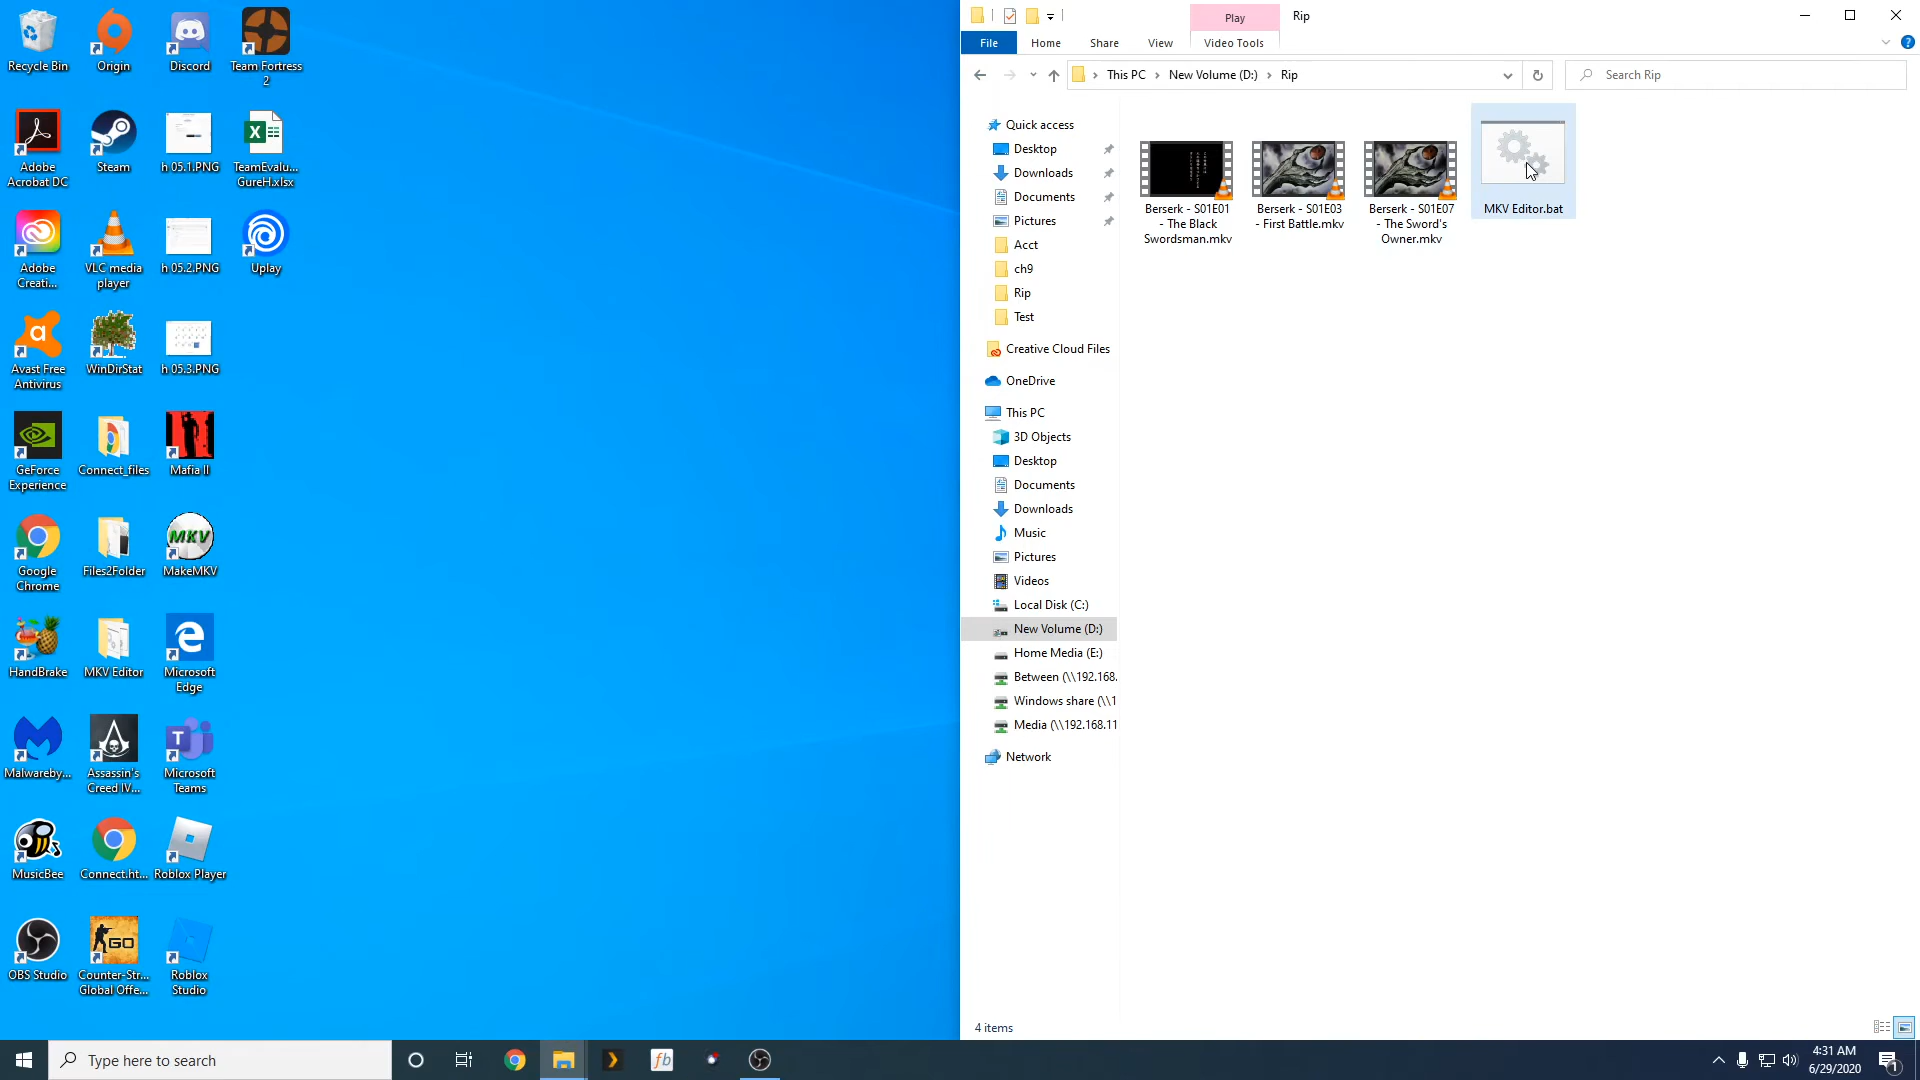 Recycle Bin
Origin
Discord
Team Fortress
2
Adobe
Acrobat DC
Steam
h 05.1.PNG
TeamEvalu...
GureH.xlsx
Adobe
Creati...
VLC media
player
h 05.2.PNG
Uplay
Avast Free
Antivirus
WinDirStat
h 05.3.PNG
GeForce
Experience
Connect_files
Mafia II
Google
Chrome
Files2Folder
MKV
MakeMKV
HandBrake
MKV Editor
Microsoft
Edge
Malwareby...
Assassin's
Creed IV...
Microsoft
Teams
MusicBee
Connect.ht...
Roblox Player
OBS Studio
GO
Counter-Str...
Global Offe...
Roblox
Studio
Play
Rip
File
Home
Share
View
Video Tools
This PC
New Volume (D:)
Rip
Search Rip
Quick access
Desktop
Downloads
Documents
Pictures
Acct
ch9
Rip
Test
Creative Cloud Files
OneDrive
This PC
3D Objects
Desktop
Documents
Downloads
Music
Pictures
Videos
Local Disk (C:)
New Volume (D:)
Home Media (E:)
Between (\\192.168.
Windows share (\\1
Media (\\192.168.11
Network
Berserk - S01E01
- The Black
Swordsman.mkv
Berserk - S01E03
- First Battle.mkv
Berserk - S01E07
- The Sword's
Owner.mkv
MKV Editor.bat
4 items
Type here to search
fb
4:31 AM
6/29/2020
1